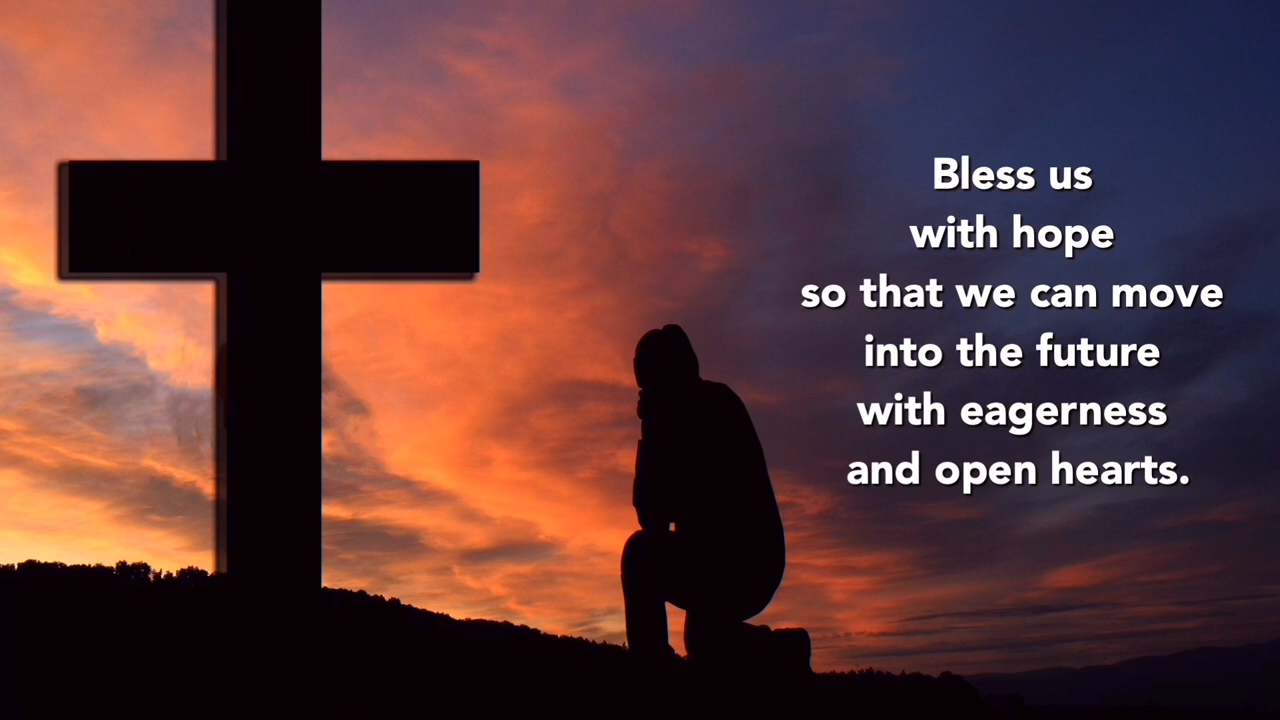 Bless us
with hope
so that we can move
into the future
with eagerness
and open hearts.